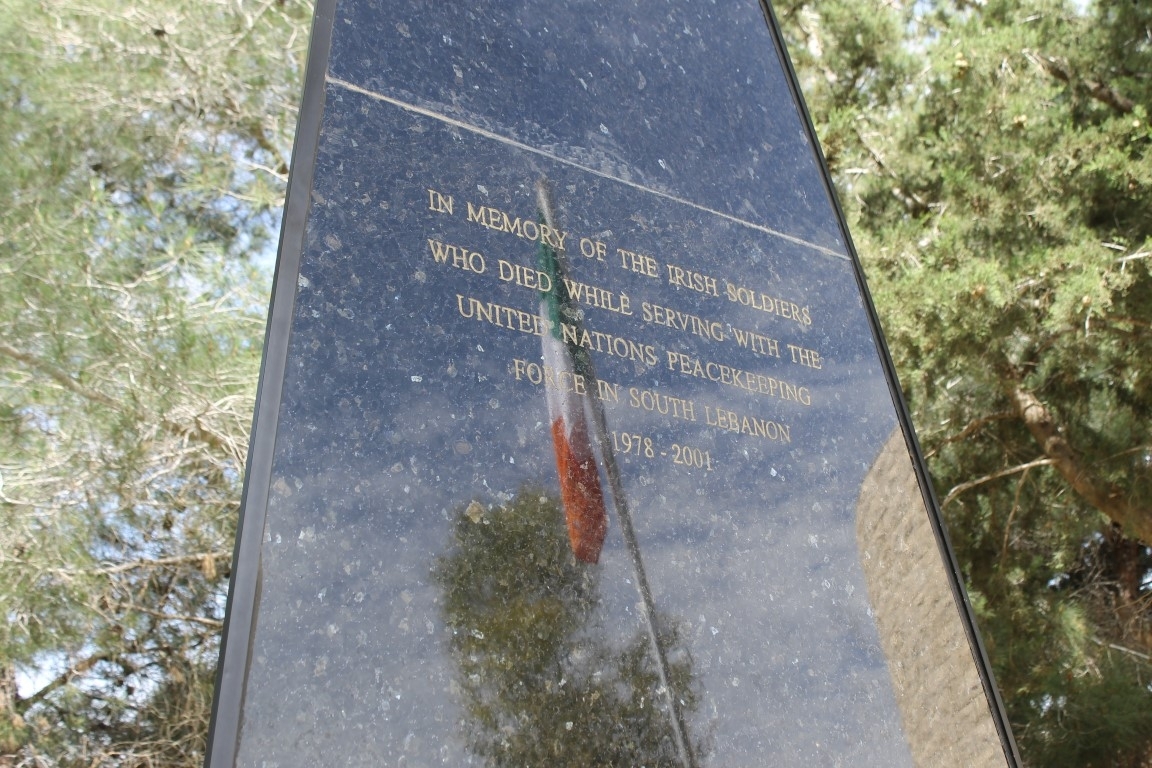 IN MEMORY OF THE IRISH SOLDIERS
WHO DIED WHILE SERVING WITH THE
UNITED NATIONS PEACEKEEPING
FORCE IN SOUTH LEBANON
1978 - 2001